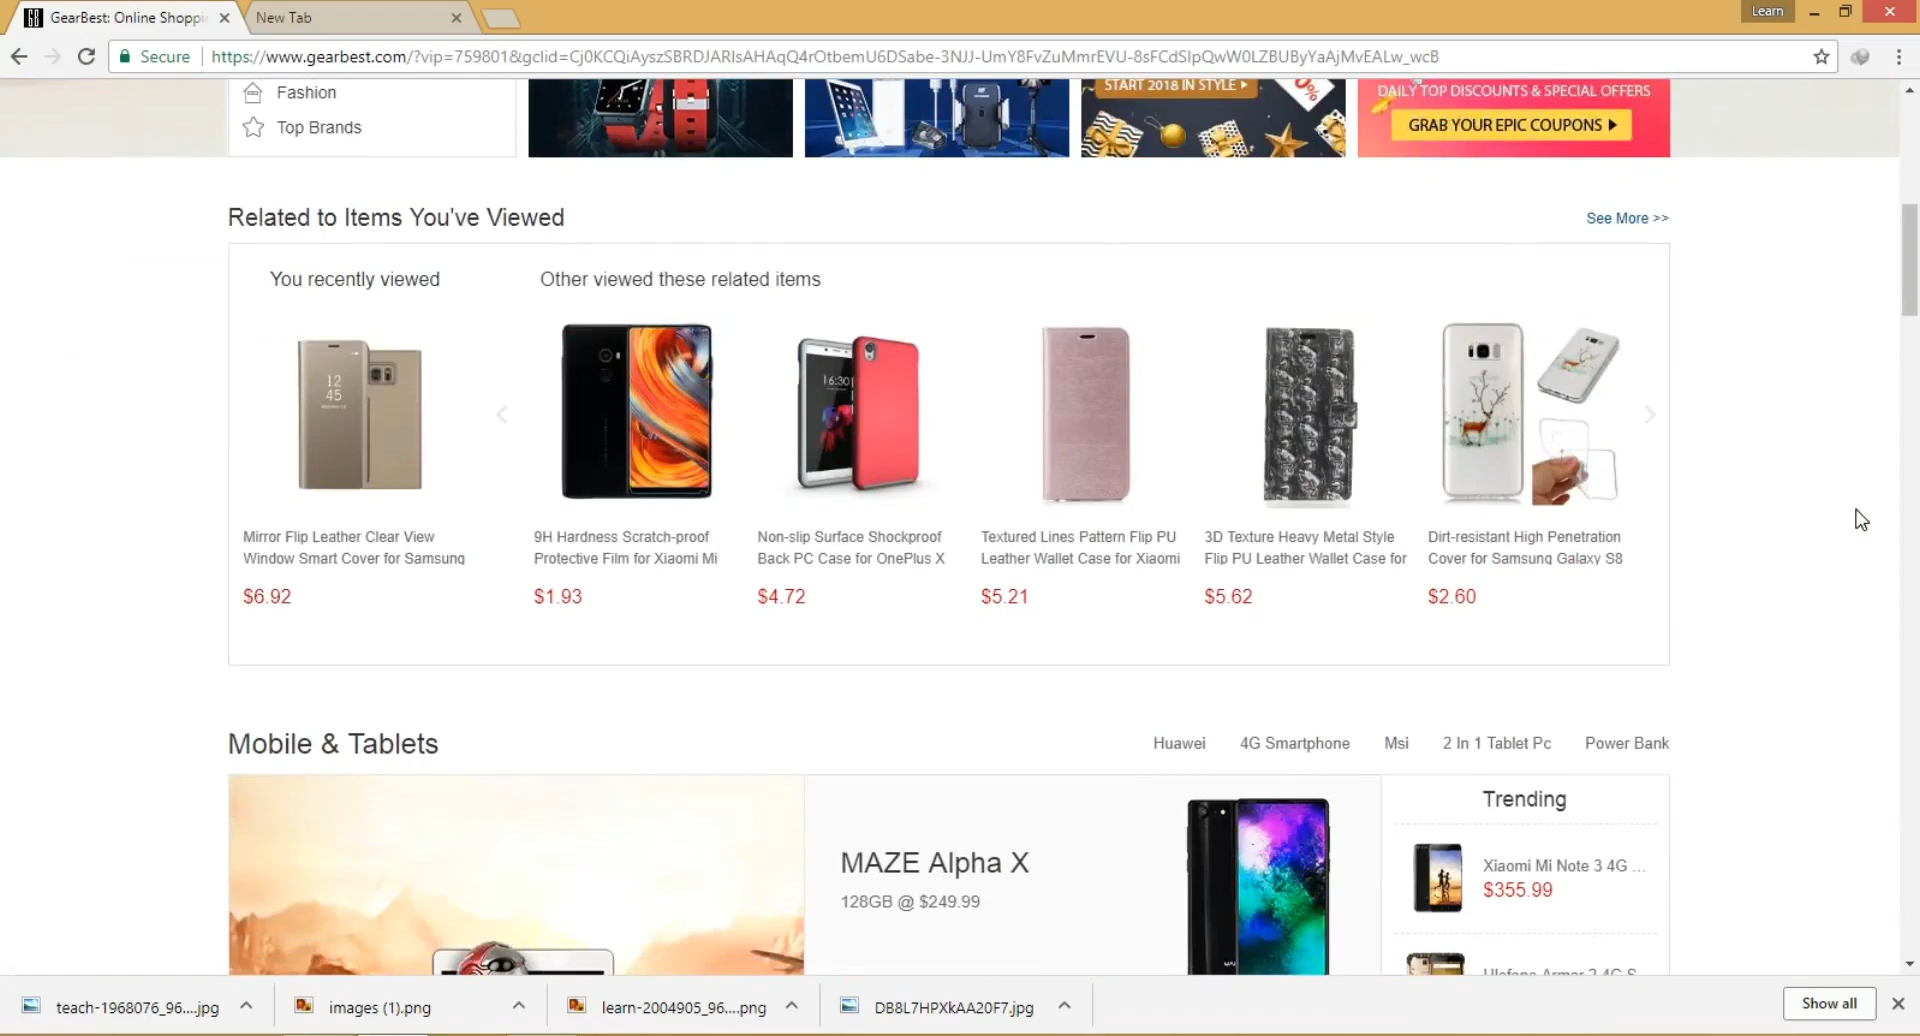 GearBest: Online Shoppi
New Tab
Learn
Secure
https://www.gearbest.com/?vip=759801&gclid=Cj0KCQiAyszSBRDJARIsAHAqQ4rOtbemU6DSabe-3NJJ-UmY8FvZuMmrEVU-8sFCdSIpQwW0LZBUByYaAjMvEALw_wcB
Fashion
Top Brands
START 2018 IN STYLE
DAILY TOP DISCOUNTS & SPECIAL OFFERS
GRAB YOUR EPIC COUPONS
Related to Items You've Viewed
See More >>
You recently viewed
Other viewed these related items
12
45
16:30
Mirror Flip Leather Clear View
Window Smart Cover for Samsung
$6.92
9H Hardness Scratch-proof
Protective Film for Xiaomi Mi
$1.93
Non-slip Surface Shockproof
Back PC Case for OnePlus X
$4.72
Textured Lines Pattern Flip PU
Leather Wallet Case for Xiaomi
$5.21
3D Texture Heavy Metal Style
Flip PU Leather Wallet Case for
$5.62
Dirt-resistant High Penetration
Cover for Samsung Galaxy S8
$2.60
Mobile & Tablets
Huawei
4G Smartphone
Msi
2 In 1 Tablet Pc
Power Bank
MAZE Alpha X
128GB @ $249.99
Trending
Xiaomi Mi Note 3 4G ...
$355.99
teach-1968076_96....jpg
images (1).png
learn-2004905_96....png
DB8L7HPXkAA20F7.jpg
Show all